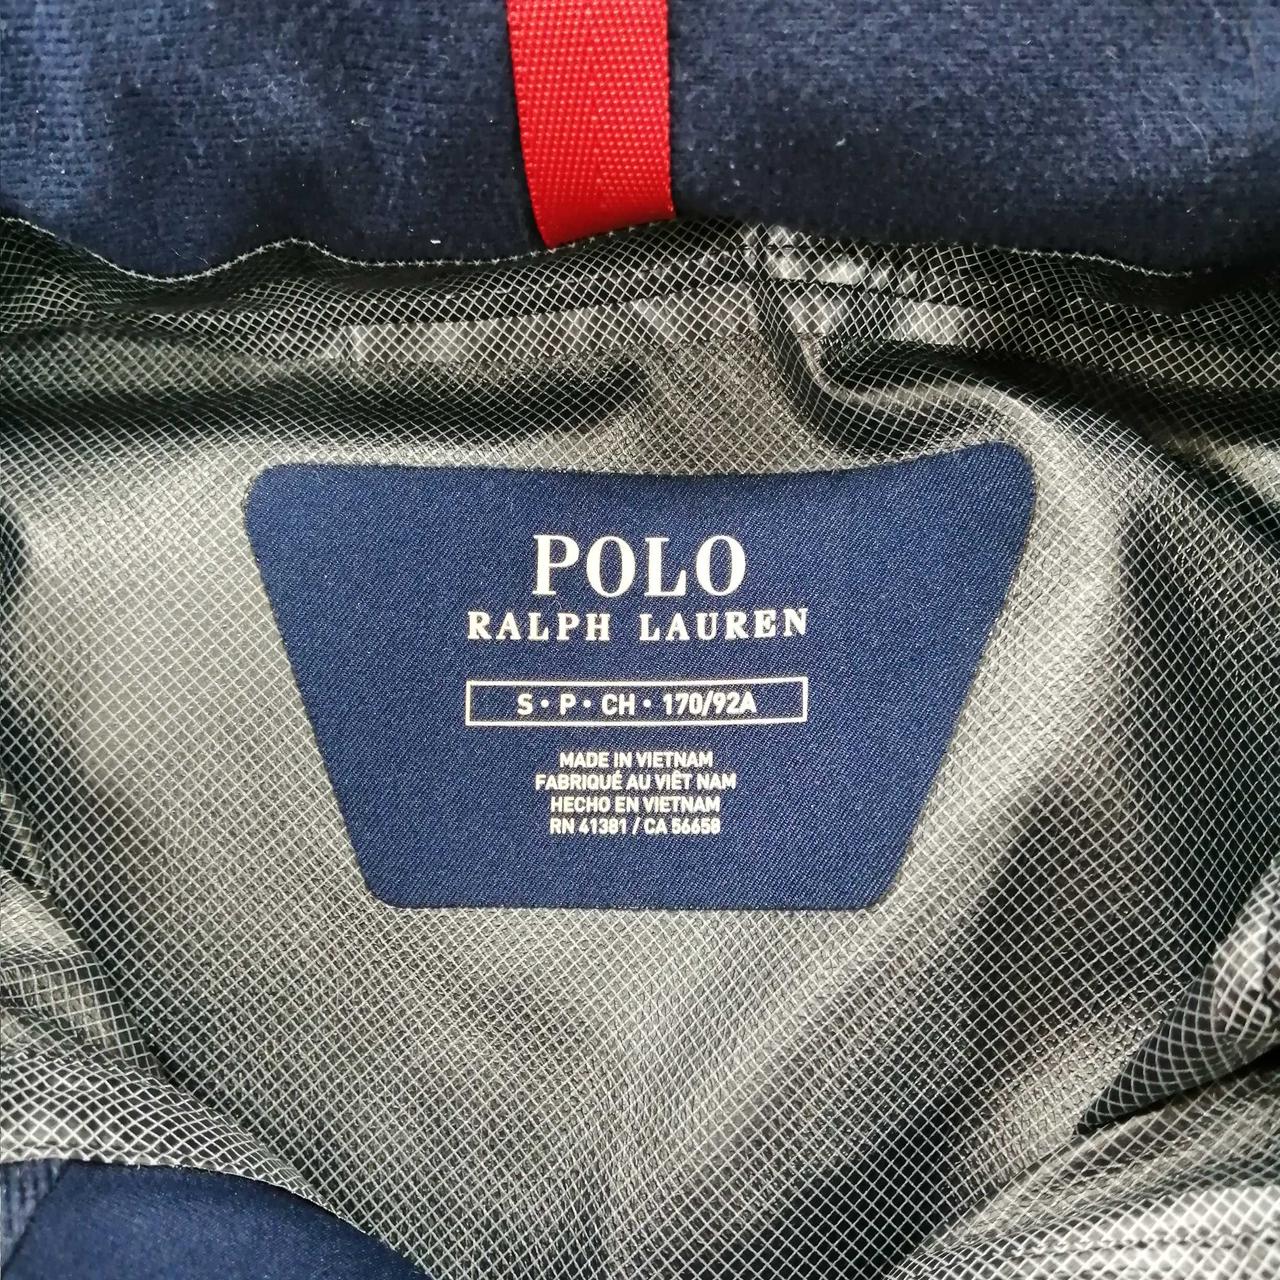 POLO
RALPH LAUREN
S • P • CH • 170/92A
MADE IN VIETNAM
FABRIQUÉ AU VIÊT NAM
HECHO EN VIETNAM
RN 41381 / CA 56658